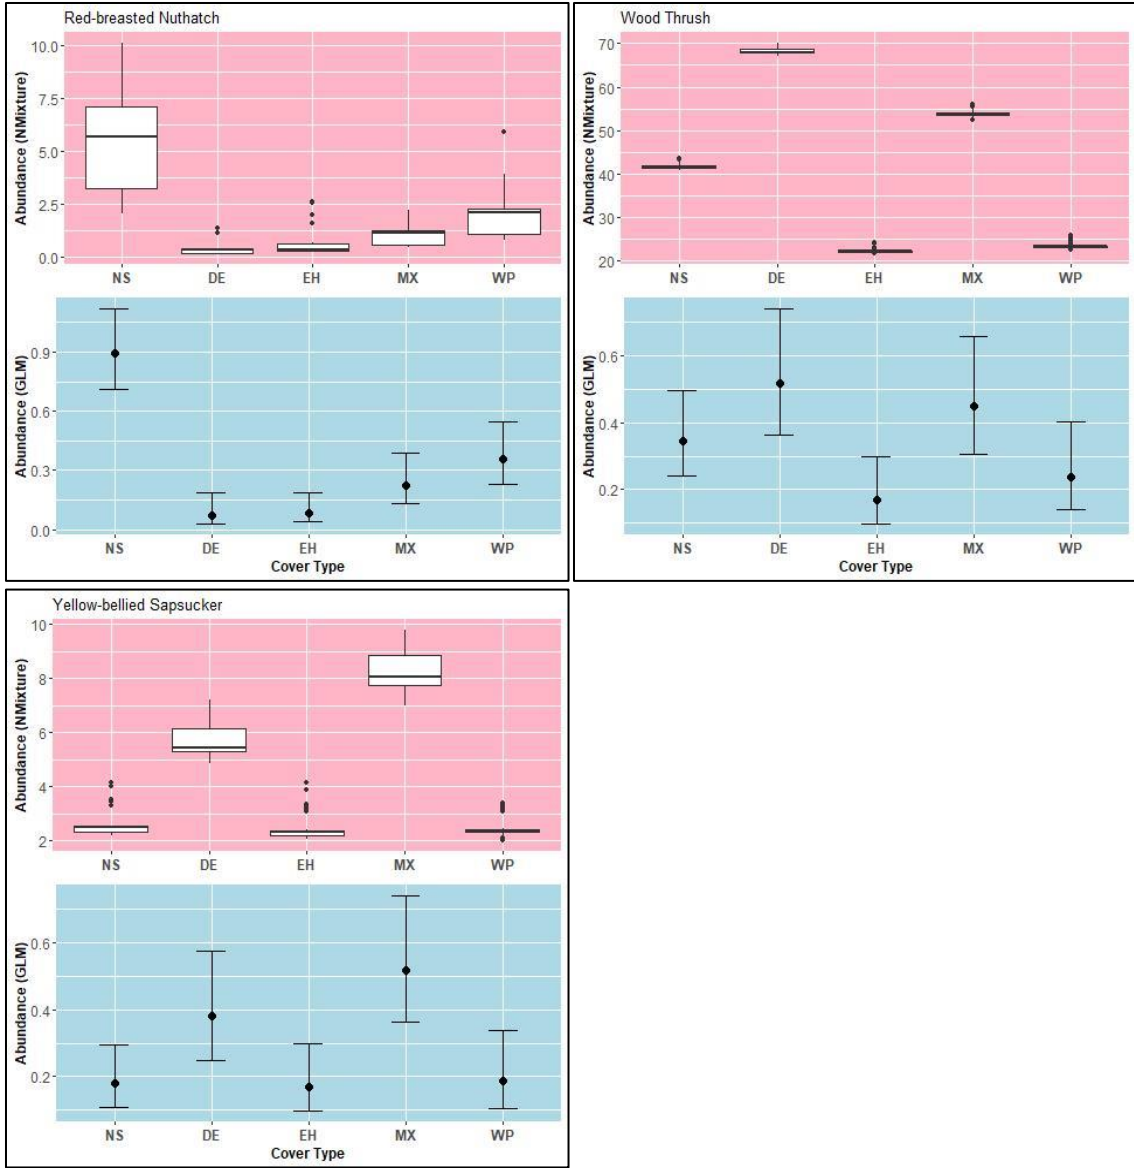 Red-breasted Nuthatch
Abundance (NMixture)
10.0
7.5
5.0
2.5
0.0
NS DE EH MX WP
Abundance (GLM)
0.9
0.6
0.3
0.0
NS DE EH MX WP
Cover Type
Wood Thrush
Abundance (NMixture)
70
60
50
40
30
20
NS DE EH MX WP
Abundance (GLM)
0.6
0.4
0.2
NS DE EH MX WP
Cover Type
Yellow-bellied Sapsucker
Abundance (NMixture)
10
8
6
4
2
NS DE EH MX WP
Abundance (GLM)
0.6
0.4
0.2
NS DE EH MX WP
Cover Type